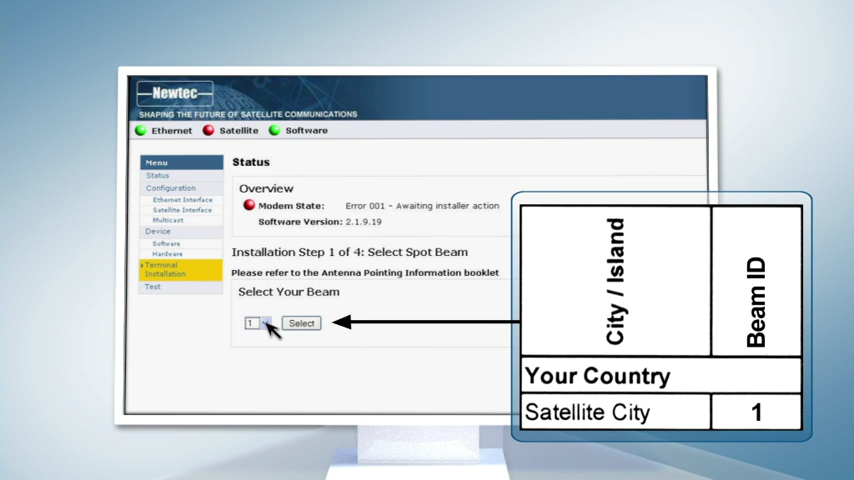 Newtec
SHAPING THE FUTURE OF SATELLITE COMMUNICATIONS
Ethernet Satellite Software
Menu
Status
Configuration
Ethernet Interface
Satellite Interface
Multicast
Device
Software
Hardware
Terminal
Installation
Test
Status
Overview
Modem State: Error 001 - Awaiting installer action
Software Version: 2.1.9.19
Installation Step 1 of 4: Select Spot Beam
Please refer to the Antenna Pointing Information booklet
Select Your Beam
1 Select
City / Island
Beam ID
Your Country
Satellite City 1